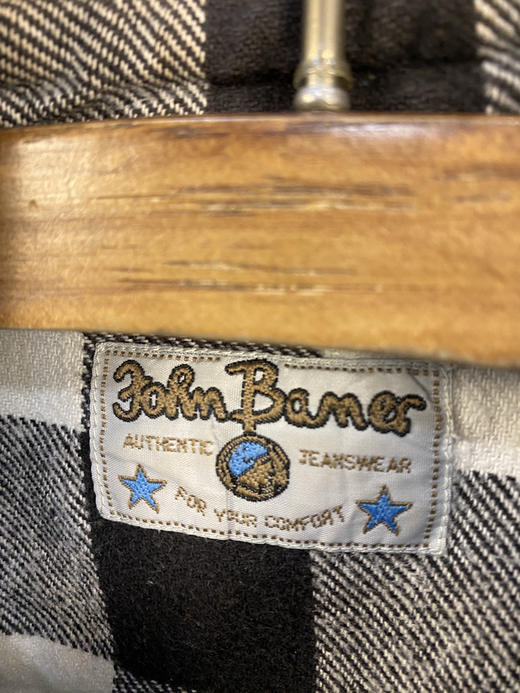 John Baner
AUTHENTIC JEANSWEAR
FOR YOUR COMFORT